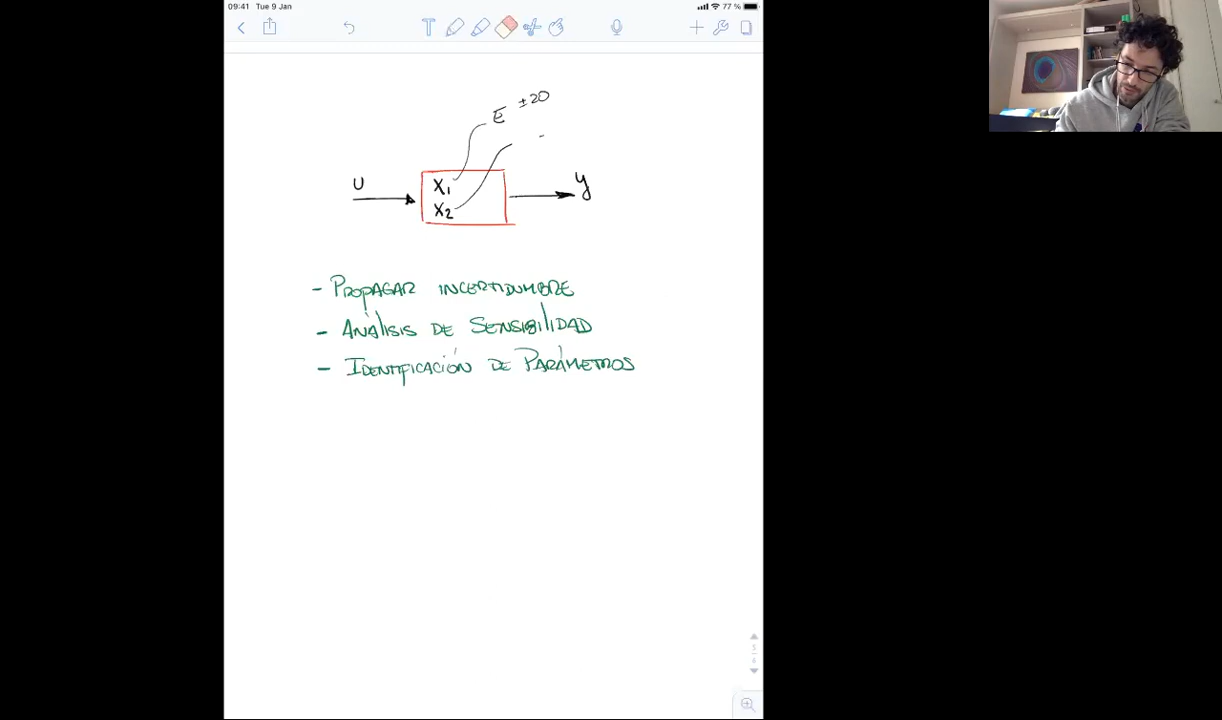 09:41 Tue 9 Jan 77 %
T
E ±20
U X1 y
X2
- PROPAGAR INCERTIDUMBRE
- ANÁLISIS DE SENSIBILIDAD
- IDENTIFICACIÓN DE PARÁMETROS